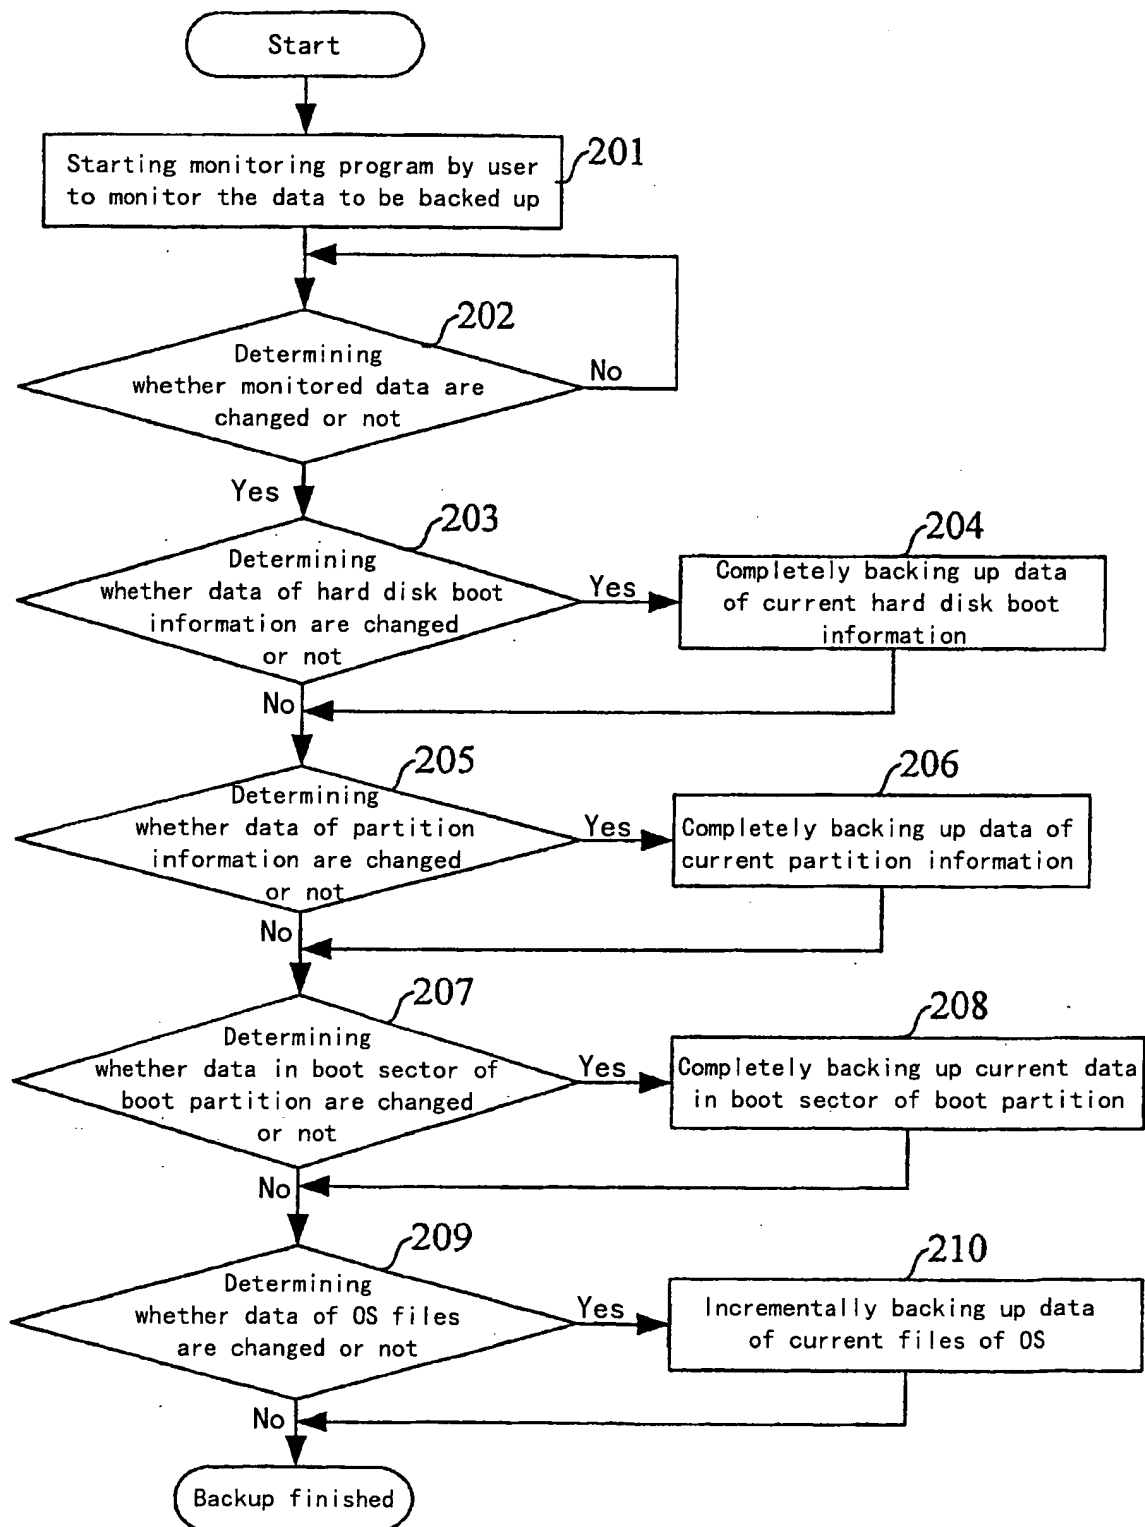 Start
201
Starting monitoring program by user
to monitor the data to be backed up
202
Determining
whether monitored data are
changed or not
No
Yes
203
Determining
whether data of hard disk boot
information are changed
or not
Yes
204
Completely backing up data
of current hard disk boot
information
No
205
Determining
whether data of partition
information are changed
or not
Yes
206
Completely backing up data of
current partition information
No
207
Determining
whether data in boot sector of
boot partition are changed
or not
Yes
208
Completely backing up current data
in boot sector of boot partition
No
209
Determining
whether data of OS files
are changed or not
Yes
210
Incrementally backing up data
of current files of OS
No
Backup finished